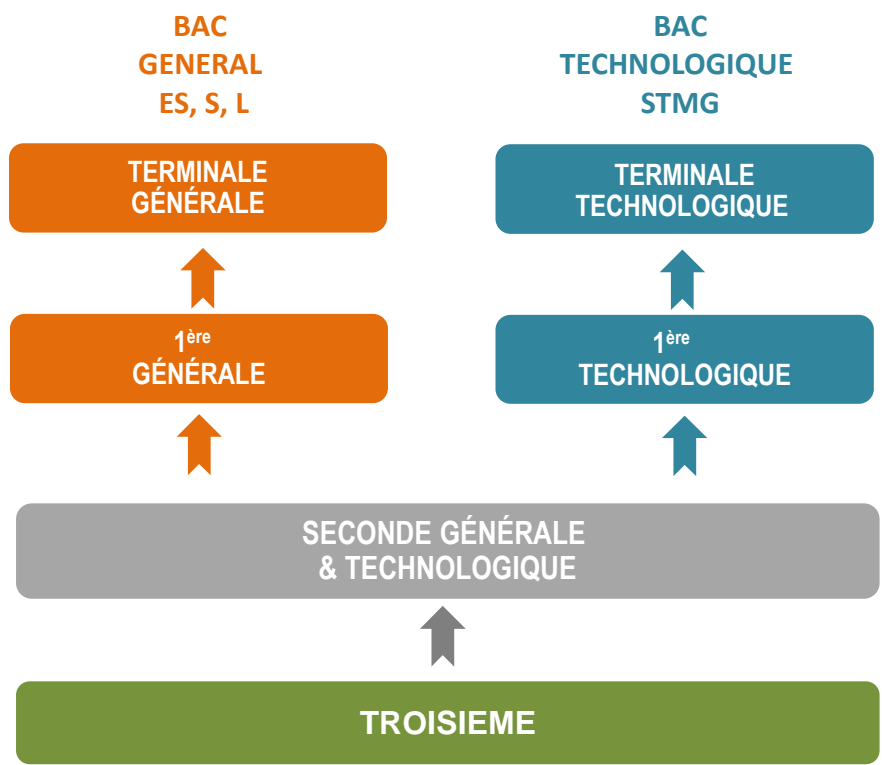 BAC
GENERAL
ES, S, L
BAC
TECHNOLOGIQUE
STMG
TERMINALE
GÉNÉRALE
TERMINALE
TECHNOLOGIQUE
1ère
GÉNÉRALE
1ère
TECHNOLOGIQUE
SECONDE GÉNÉRALE
& TECHNOLOGIQUE
TROISIEME